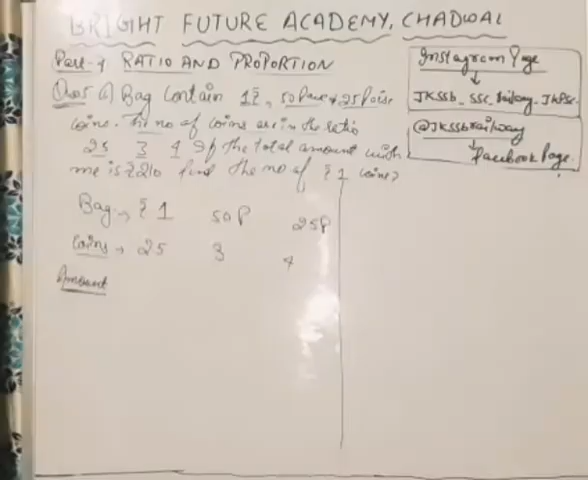 BRIGHT FUTURE ACADEMY, CHADWAL
Part-1 RATIO AND PROPORTION
Ques A Bag Contain 1₹, 50 Paise & 25 Paise
coins. The no of coins are in the ratio
25 3 4 If the total amount with
me is ₹210 find the no of ₹ 1 coins?
Bag → ₹ 1 50P 25P
Coins → 25 3 4
Amount
Instagram Page
↓
JKSSb_SSC_Railway_JKPSC.
@JKSSbrailway
↓
Facebook Page.